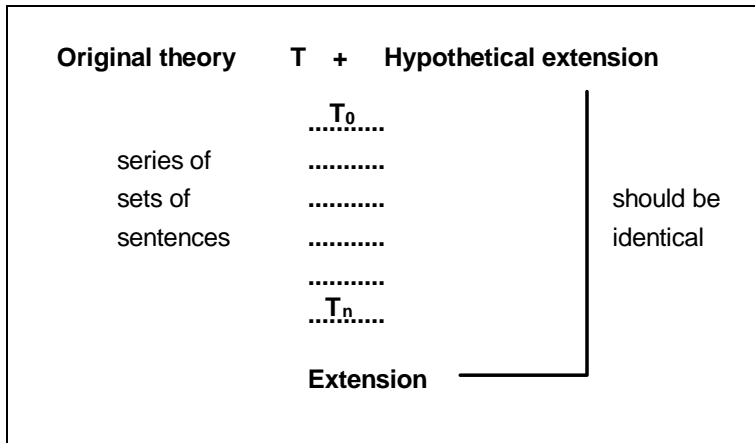 Original theory T + Hypothetical extension
T0
...........
series of ...........
sets of ........... should be
sentences ........... identical
...........
Tn
...........
Extension